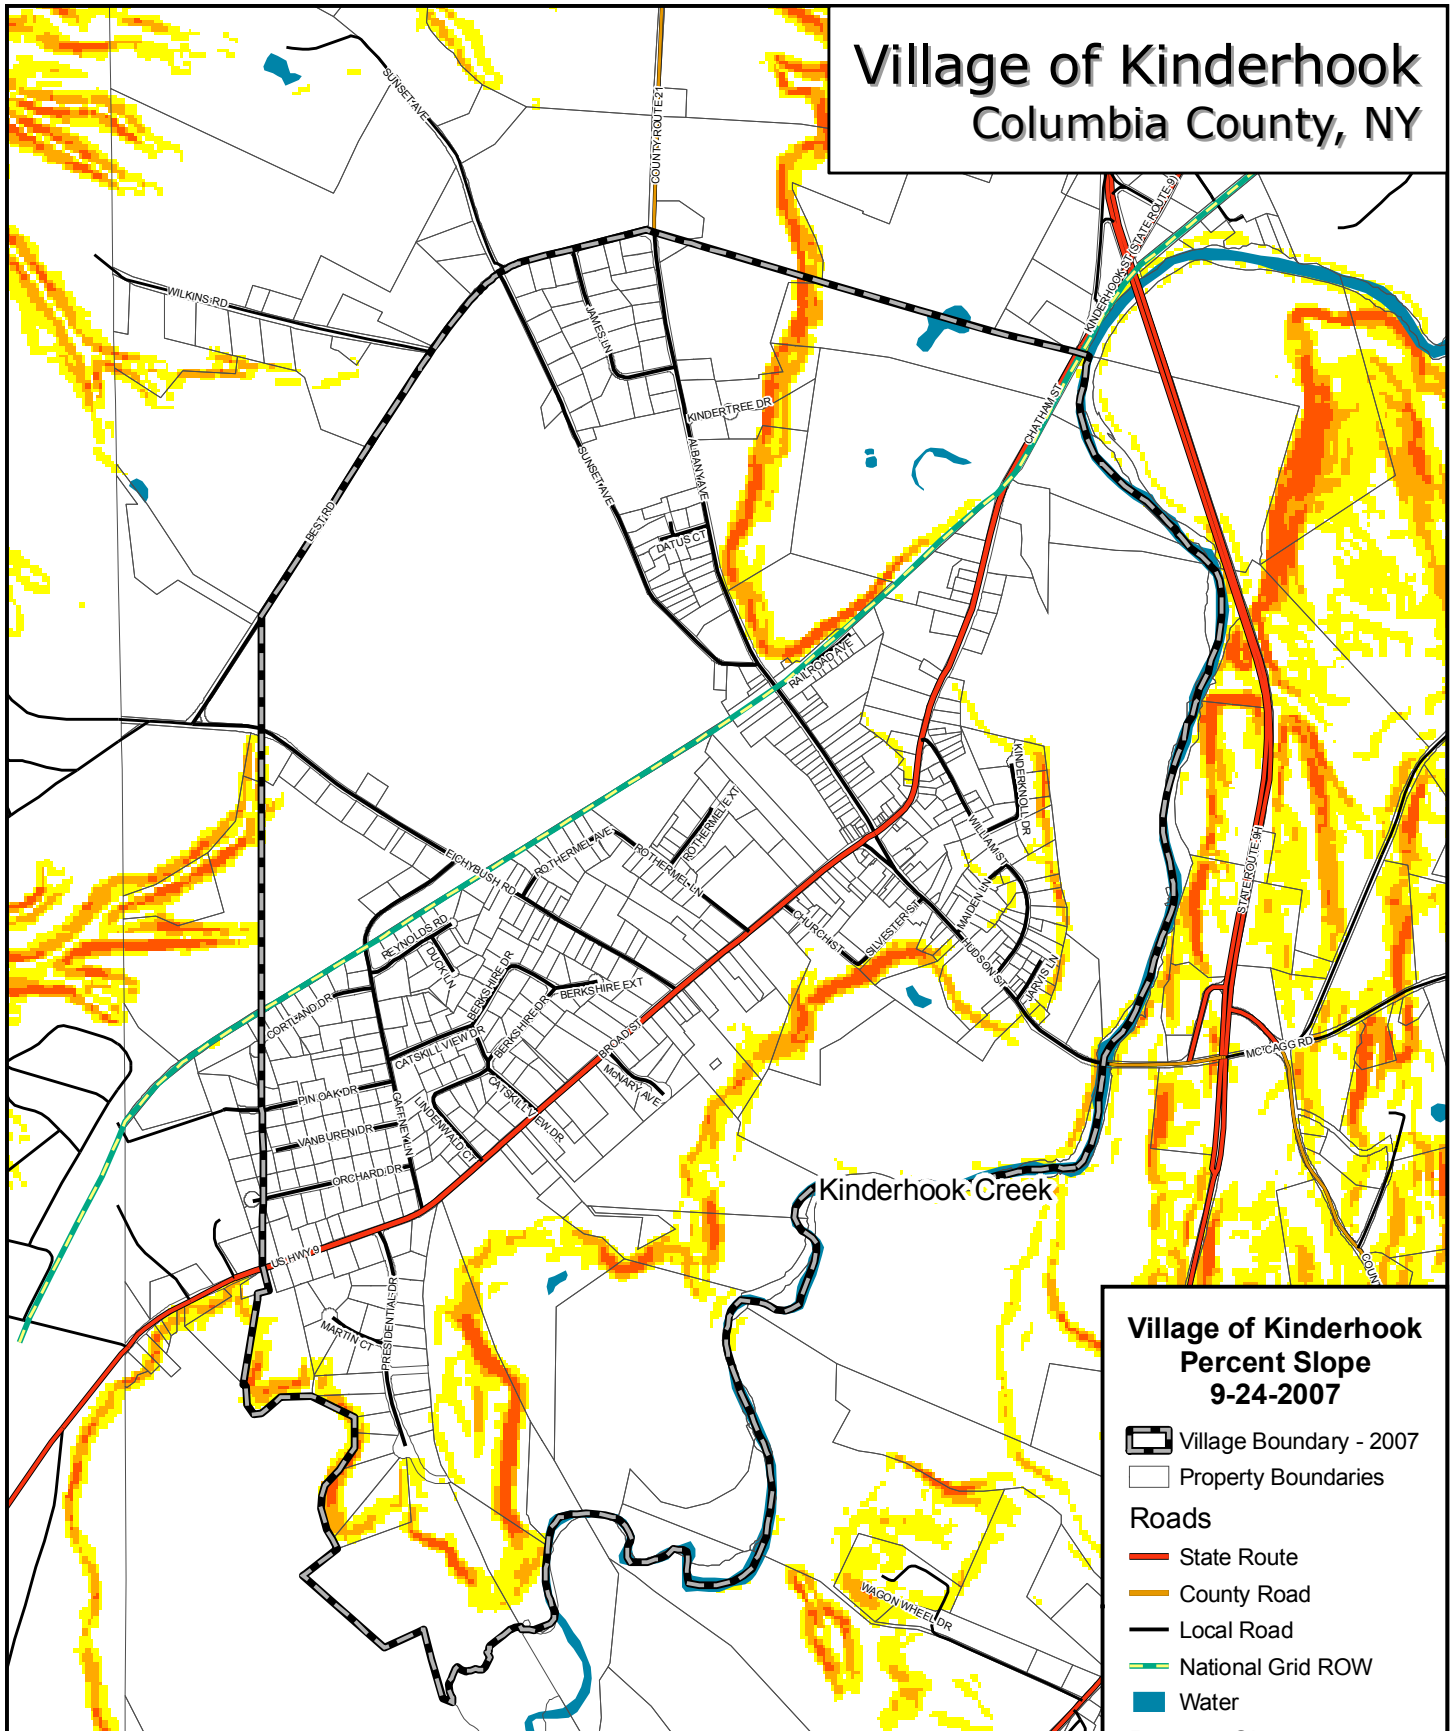 Village of Kinderhook
Columbia County, NY
SUNSET AVE
COUNTY ROUTE 21
KINDERHOOK ST (STATE ROUTE 9)
WILKINS RD
JAMES LN
KINDERTREE DR
CHATHAM ST
SUNSET AVE
ALBANY AVE
BEST RD
DATUS CT
RAILROAD AVE
KINDERKNOLL DR
ROTHERMEL EXT
WILLIAM ST
STATE ROUTE 9H
EICHYBUSH RD
ROTHERMEL AVE
ROTHERMEL LN
MAIDEN LN
CHURCH ST
SILVESTER ST
HUDSON ST
JARVIS LN
REYNOLDS RD
DUCK LN
BERKSHIRE DR
BERKSHIRE EXT
CORTLAND DR
CATSKILL VIEW DR
BERKSHIRE DR
BROAD ST
MC CAGG RD
McNARY AVE
PIN OAK DR
GAFFNEY LN
LINDENWALD CT
CATSKILL VIEW DR
VANBUREN DR
ORCHARD DR
Kinderhook Creek
US HWY 9
COUNT
PRESIDENTIAL DR
MARTIN CT
WAGON WHEEL DR
Village of Kinderhook
Percent Slope
9-24-2007
Village Boundary - 2007
Property Boundaries
Roads
State Route
County Road
Local Road
National Grid ROW
Water